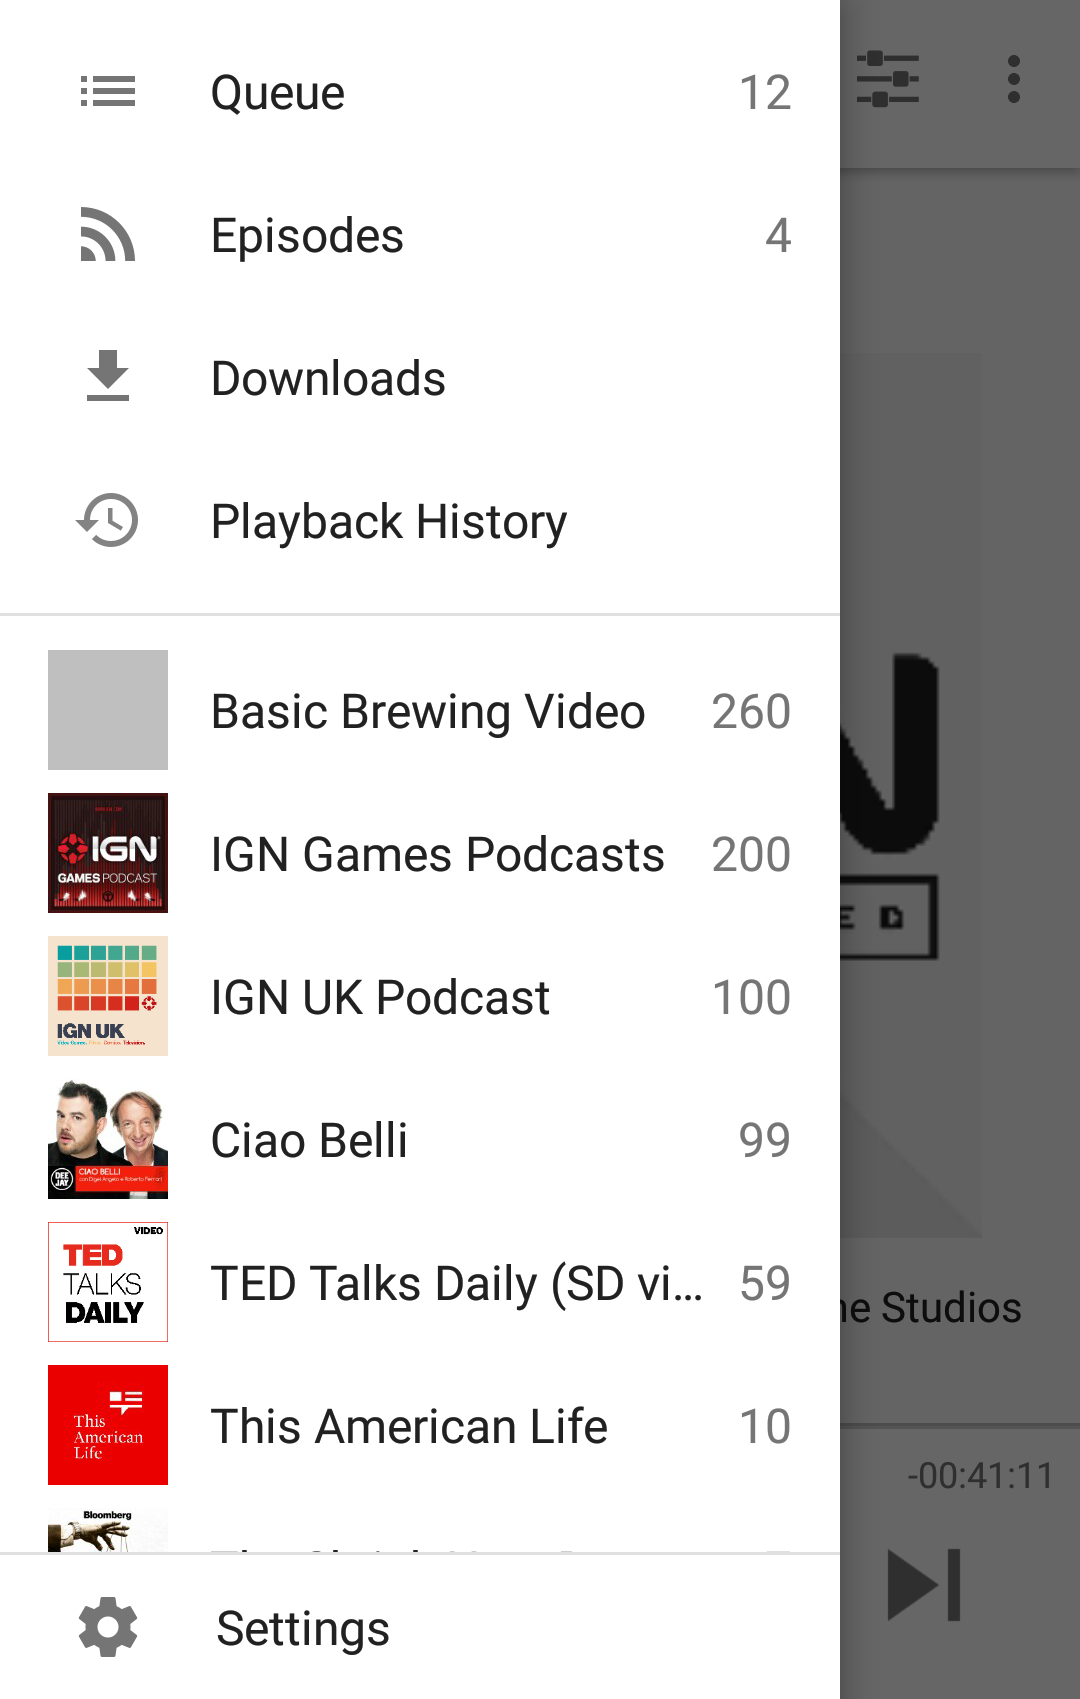 Queue 12
Episodes 4
Downloads
Playback History
Basic Brewing Video 260
IGN
GAMES PODCAST
IGN Games Podcasts 200
IGN UK
IGN UK Podcast 100
DEE
JAY
CIAO BELLI
Ciao Belli 99
VIDEO
TED
TALKS
DAILY
TED Talks Daily (SD vi... 59
This
American
Life
This American Life 10
Bloomberg
Settings
N
E D
ne Studios
-00:41:11